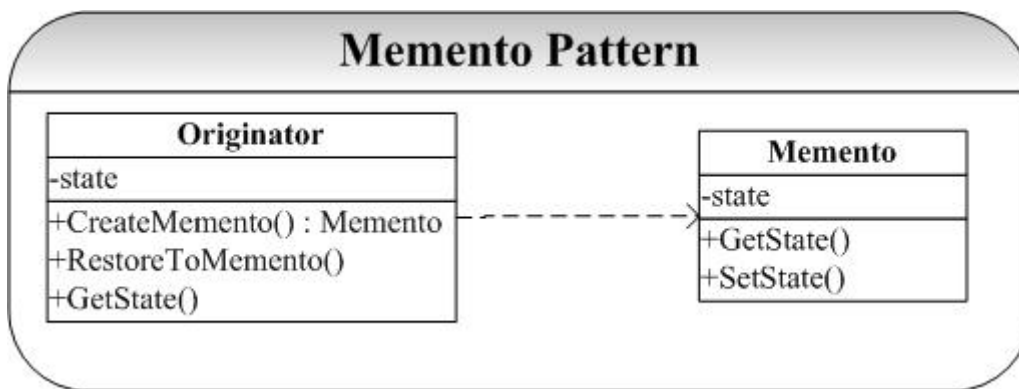 Memento Pattern
Originator
-state
+CreateMemento() : Memento
+RestoreToMemento()
+GetState()
Memento
-state
+GetState()
+SetState()